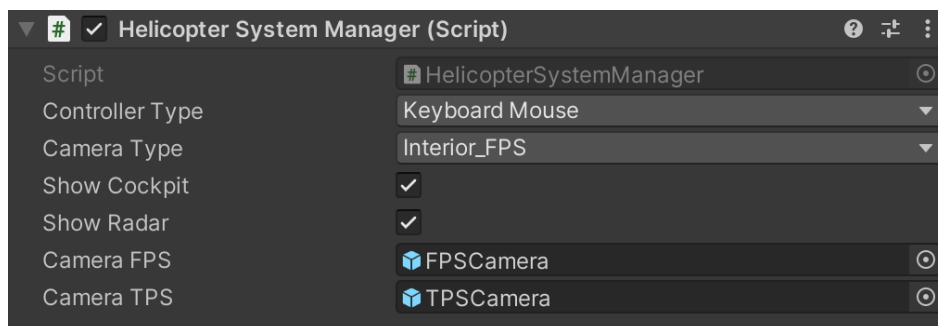 Helicopter System Manager (Script)
Script # HelicopterSystemManager
Controller Type Keyboard Mouse
Camera Type Interior_FPS
Show Cockpit
Show Radar
Camera FPS FPSCamera
Camera TPS TPSCamera